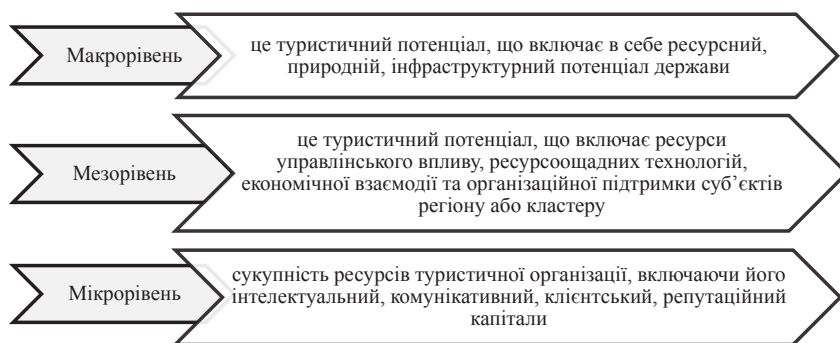 Макрорівень
це туристичний потенціал, що включає в себе ресурсний,
природній, інфраструктурний потенціал держави
Мезорівень
це туристичний потенціал, що включає ресурси
управлінського впливу, ресурсоощадних технологій,
економічної взаємодії та організаційної підтримки суб’єктів
регіону або кластеру
Мікрорівень
сукупність ресурсів туристичної організації, включаючи його
інтелектуальний, комунікативний, клієнтський, репутаційний
капітали